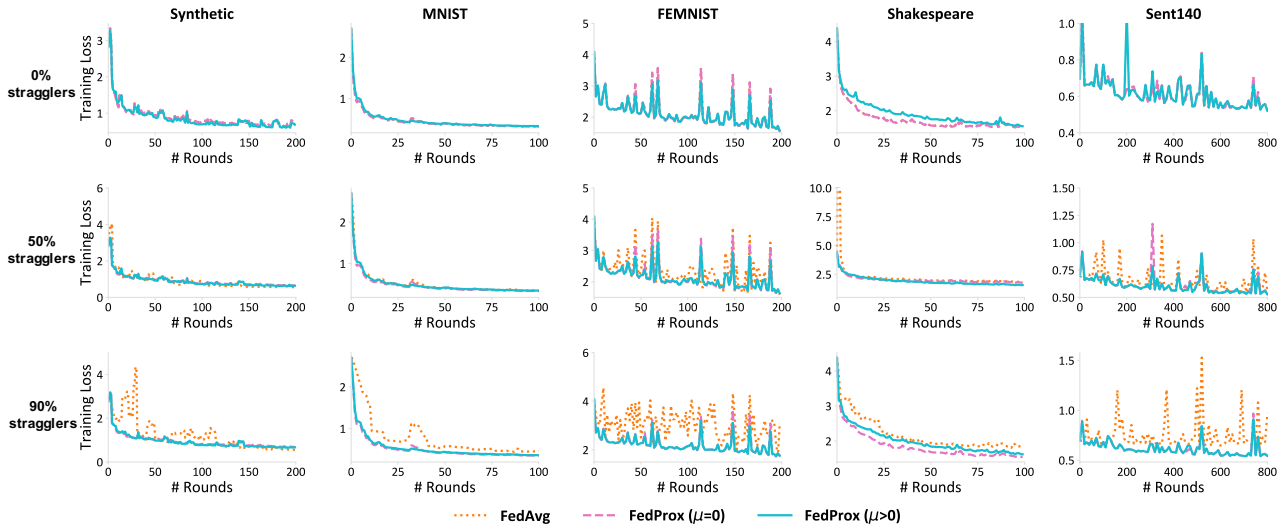 Synthetic
MNIST
FEMNIST
Shakespeare
Sent140
0%
stragglers
Training Loss
3
2
1
0 50 100 150 200
# Rounds
2
1
0 25 50 75 100
# Rounds
5
4
3
2
0 50 100 150 200
# Rounds
4
3
2
0 25 50 75 100
# Rounds
1.0
0.8
0.6
0.4
0 200 400 600 800
# Rounds
50%
stragglers
Training Loss
6
4
2
0
0 50 100 150 200
# Rounds
2
1
0 25 50 75 100
# Rounds
5
4
3
2
0 50 100 150 200
# Rounds
10.0
7.5
5.0
2.5
0 25 50 75 100
# Rounds
1.50
1.25
1.00
0.75
0.50
0 200 400 600 800
# Rounds
90%
stragglers
Training Loss
4
2
0
0 50 100 150 200
# Rounds
2
1
0 25 50 75 100
# Rounds
6
4
2
0 50 100 150 200
# Rounds
4
3
2
0 25 50 75 100
# Rounds
1.5
1.0
0.5
0 200 400 600 800
# Rounds
FedAvg
FedProx (μ=0)
FedProx (μ>0)